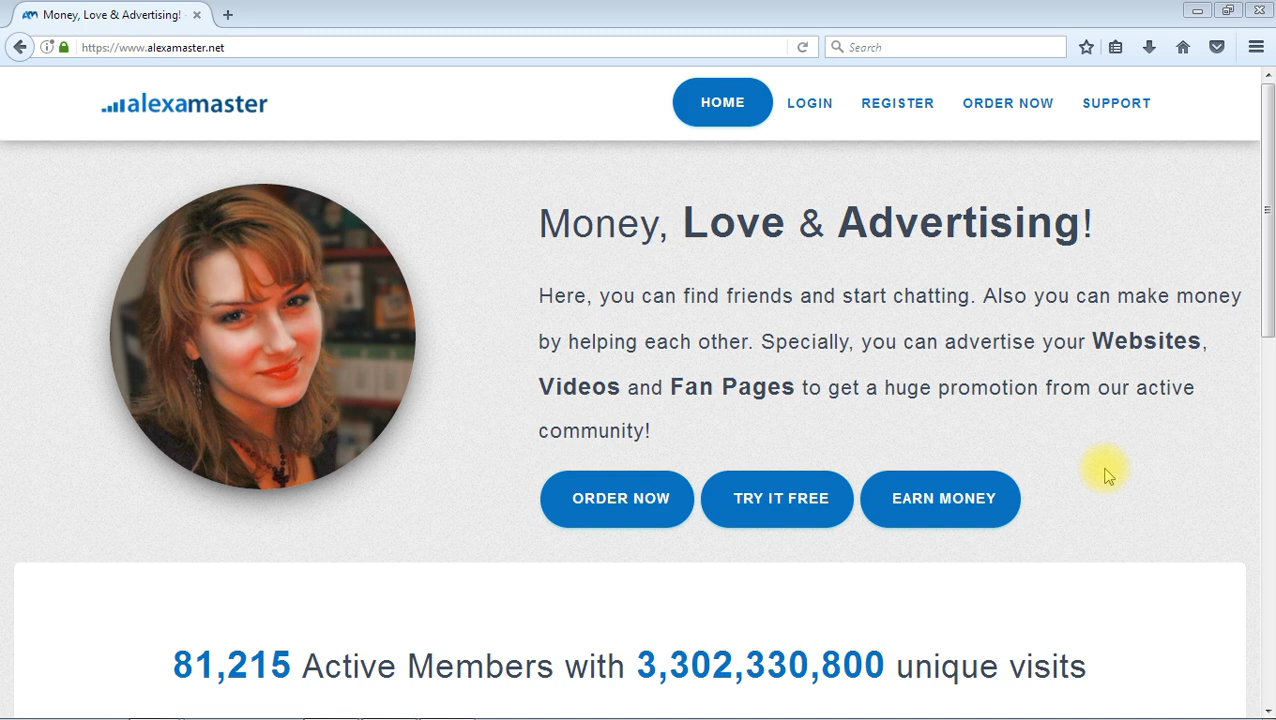 Money, Love & Advertising! -
https://www.alexamaster.net
Search
alexamaster
HOME
LOGIN
REGISTER
ORDER NOW
SUPPORT
Money, Love & Advertising!
Here, you can find friends and start chatting. Also you can make money
by helping each other. Specially, you can advertise your Websites,
Videos and Fan Pages to get a huge promotion from our active
community!
ORDER NOW
TRY IT FREE
EARN MONEY
81,215 Active Members with 3,302,330,800 unique visits